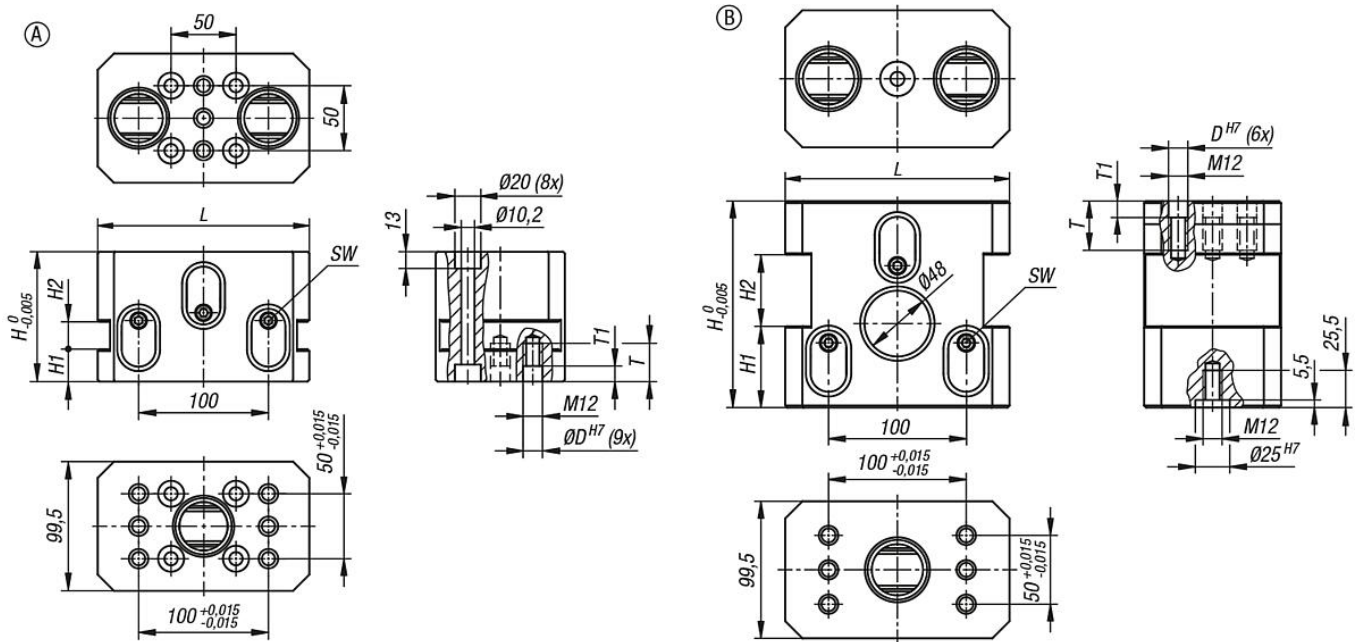 A
50
50
L
H 0 -0,005
H2
H1
SW
100
Ø20 (8x)
Ø10,2
13
T1
T
M12
ØD H7 (9x)
99,5
50 +0,015 -0,015
100 +0,015 -0,015
B
L
H 0 -0,005
H2
H1
Ø48
SW
100
D H7 (6x)
M12
T1
T
25,5
5,5
M12
Ø25 H7
100 +0,015 -0,015
99,5
50 +0,015 -0,015